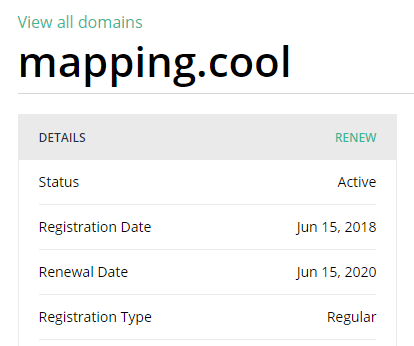 View all domains
mapping.cool
DETAILS RENEW
Status Active
Registration Date Jun 15, 2018
Renewal Date Jun 15, 2020
Registration Type Regular